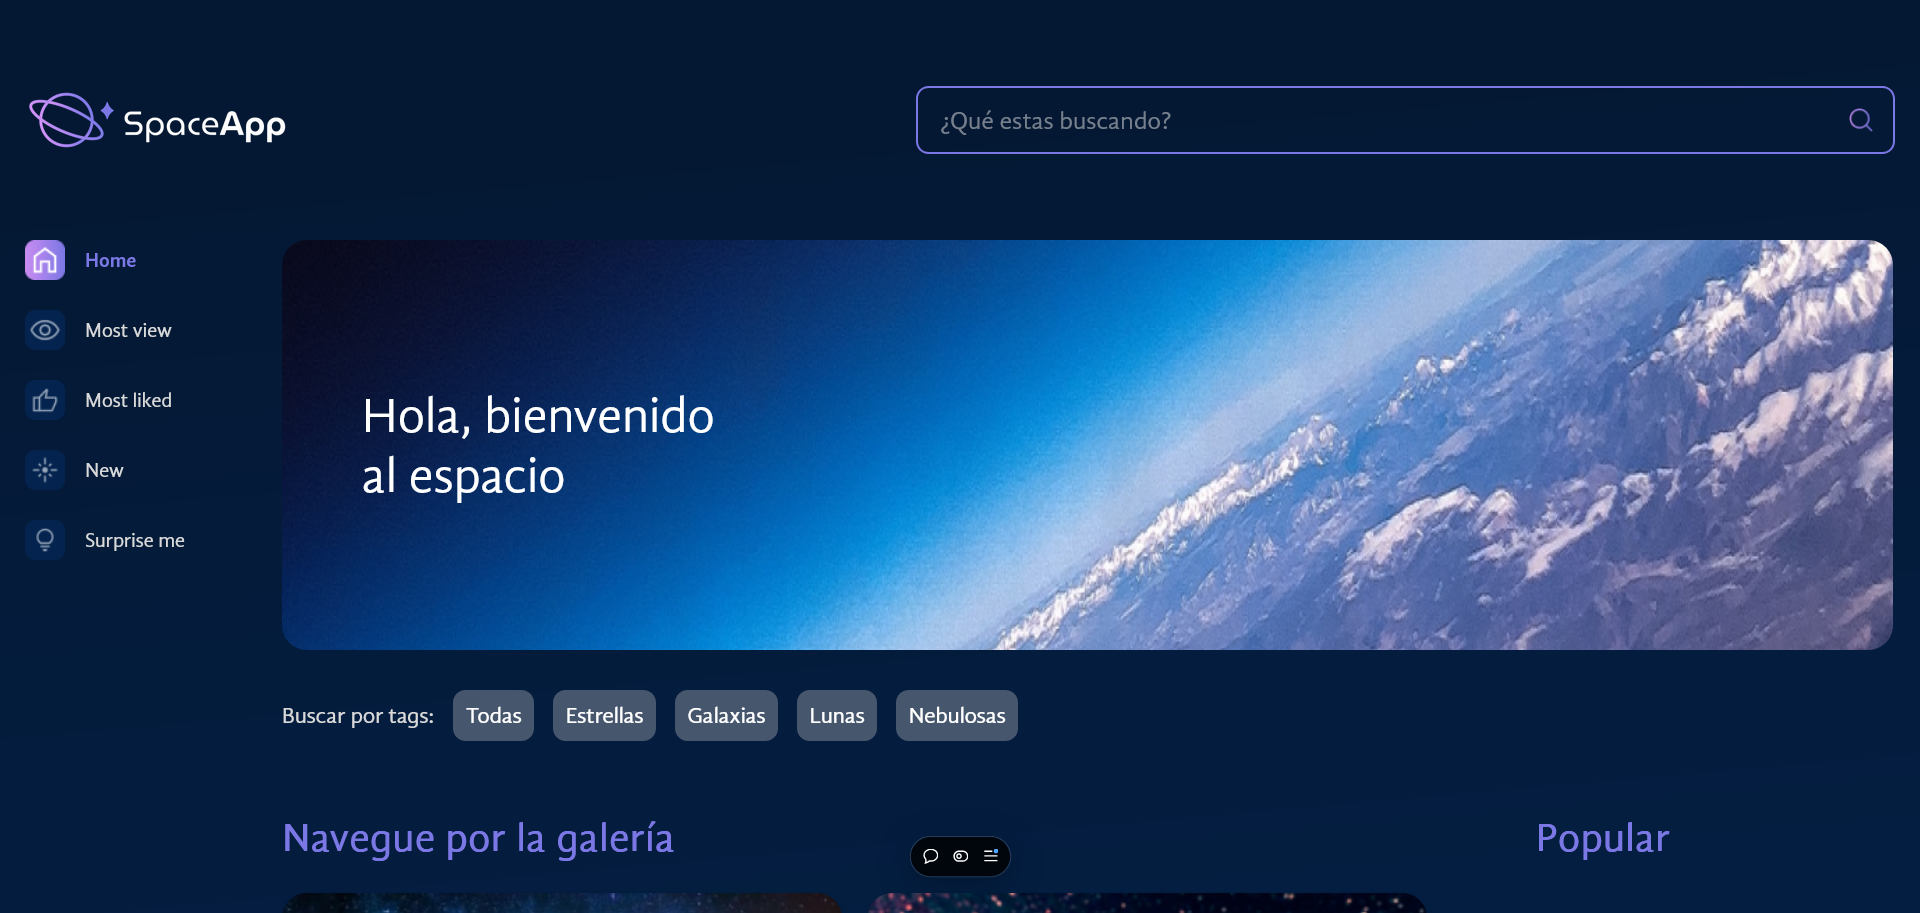 SpaceApp
¿Qué estas buscando?
Home
Most view
Most liked
New
Surprise me
Hola, bienvenido
al espacio
Buscar por tags: Todas Estrellas Galaxias Lunas Nebulosas
Navegue por la galería
Popular